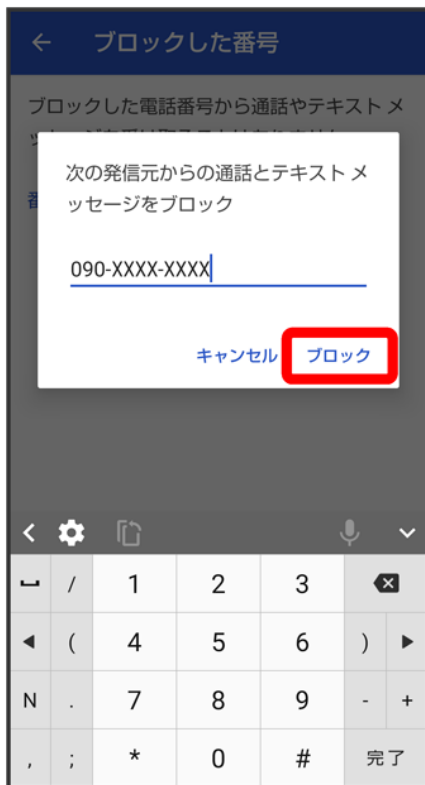 ブロックした番号
ブロックした電話番号から通話やテキスト メ
次の発信元からの通話とテキスト メ
ッセージをブロック
090-XXXX-XXXX
キャンセル ブロック
/ 1 2 3
( 4 5 6 )
N . 7 8 9 - +
, ; * 0 # 完了